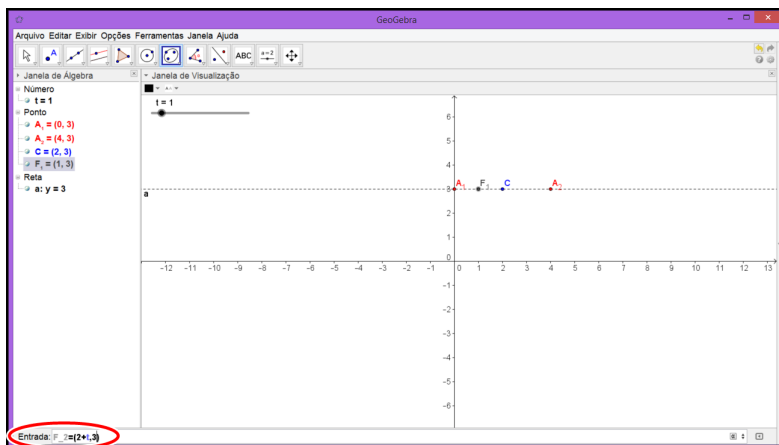 GeoGebra
Arquivo Editar Exibir Opções Ferramentas Janela Ajuda
A ABC a=2
Janela de Álgebra
Janela de Visualização
Número
t = 1
Ponto
A₁ = (0, 3)
A₂ = (4, 3)
C = (2, 3)
F₁ = (1, 3)
Reta
a: y = 3
t = 1
6
5
4
A₁ F₁ C A₂
3
a
2
1
0
-12 -11 -10 -9 -8 -7 -6 -5 -4 -3 -2 -1 0 1 2 3 4 5 6 7 8 9 10 11 12 13
-1
-2
-3
-4
-5
-6
Entrada: F_2=(2+t,3)